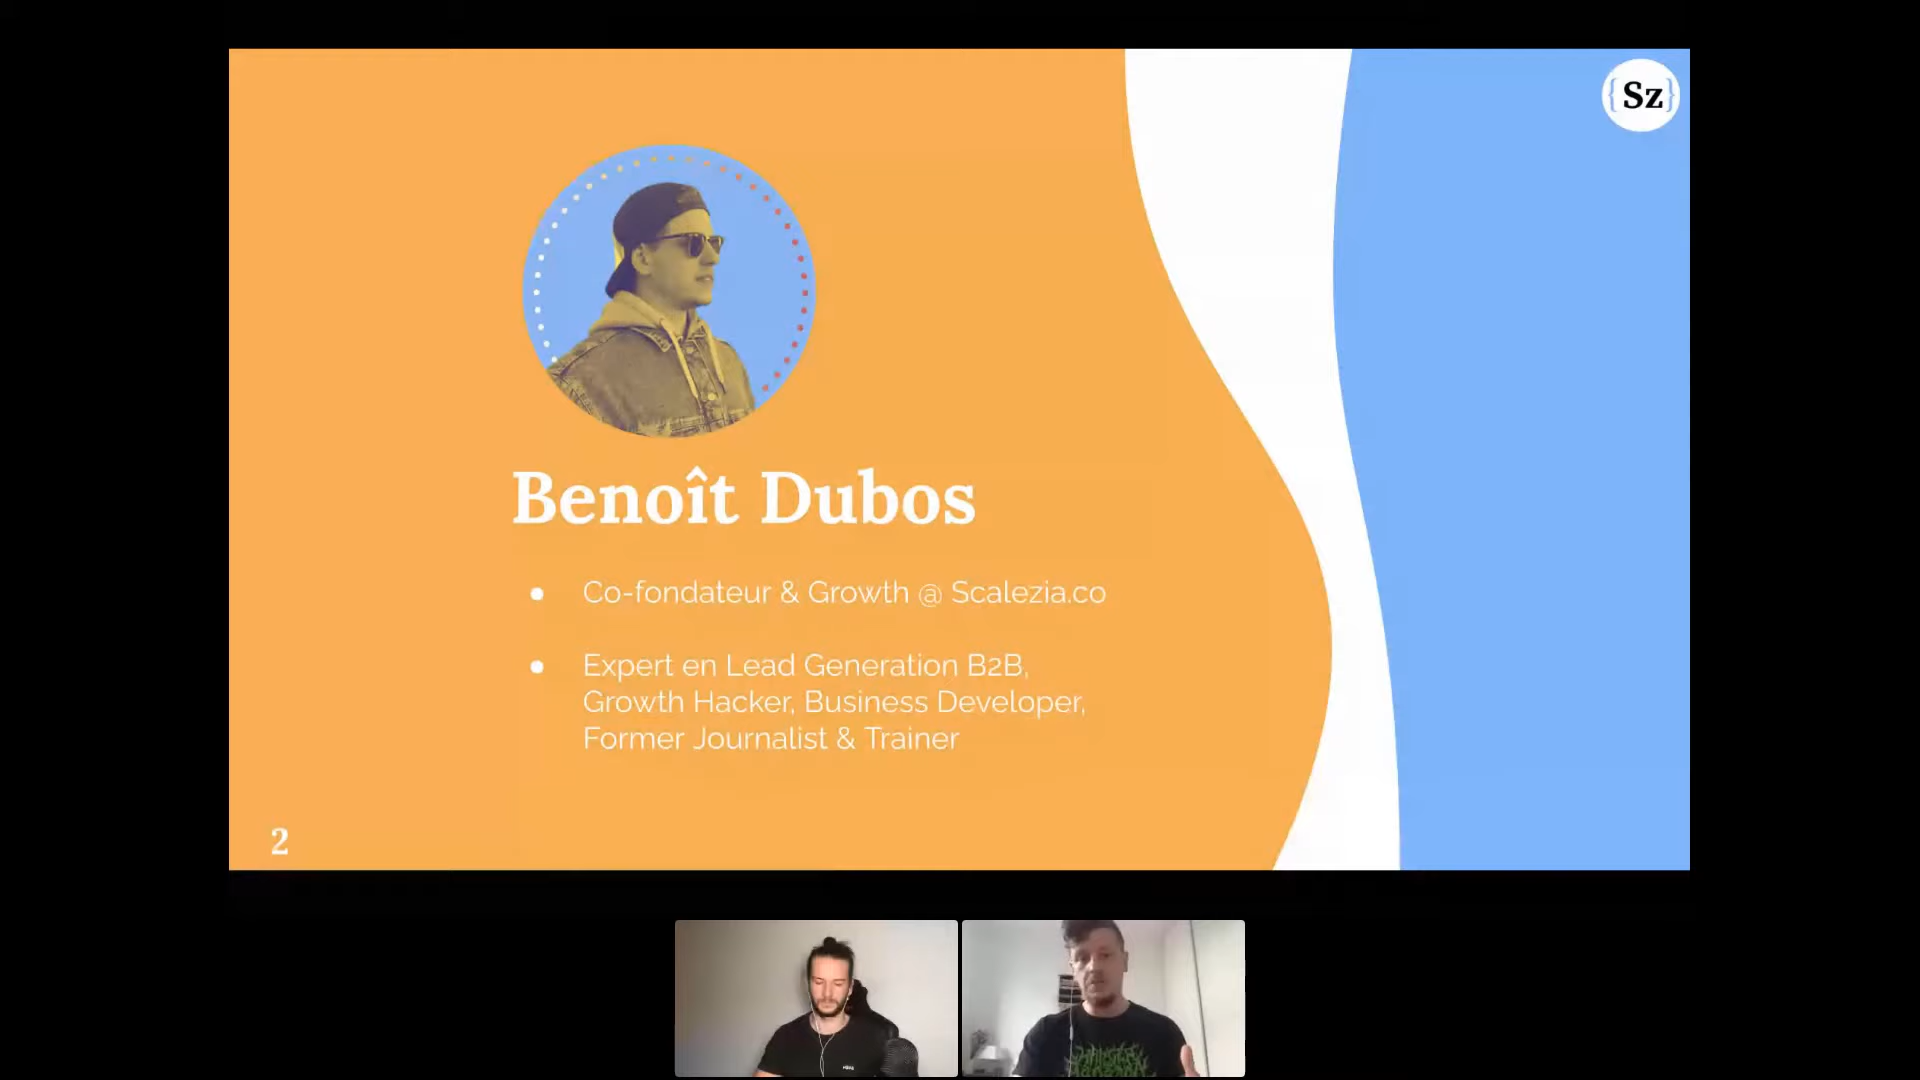 {Sz}
Benoît Dubos
● Co-fondateur & Growth @ Scalezia.co
● Expert en Lead Generation B2B,
Growth Hacker, Business Developer,
Former Journalist & Trainer
2